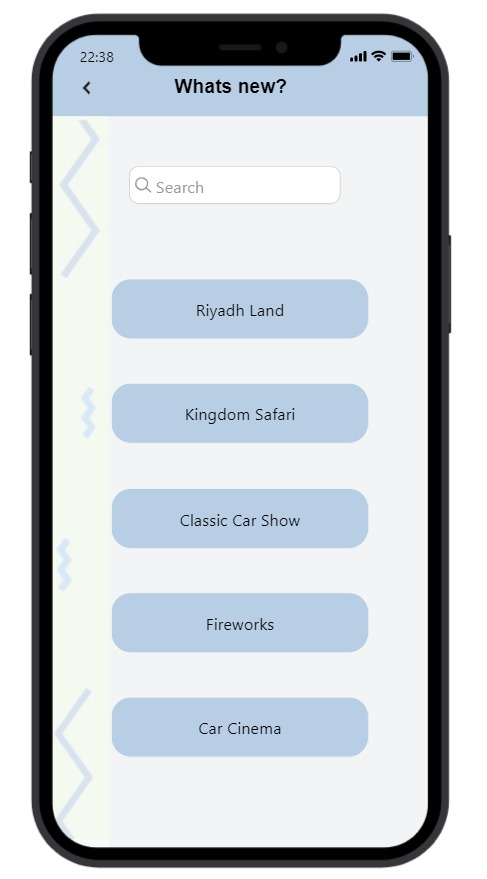 22:38
Whats new?
Search
Riyadh Land
Kingdom Safari
Classic Car Show
Fireworks
Car Cinema